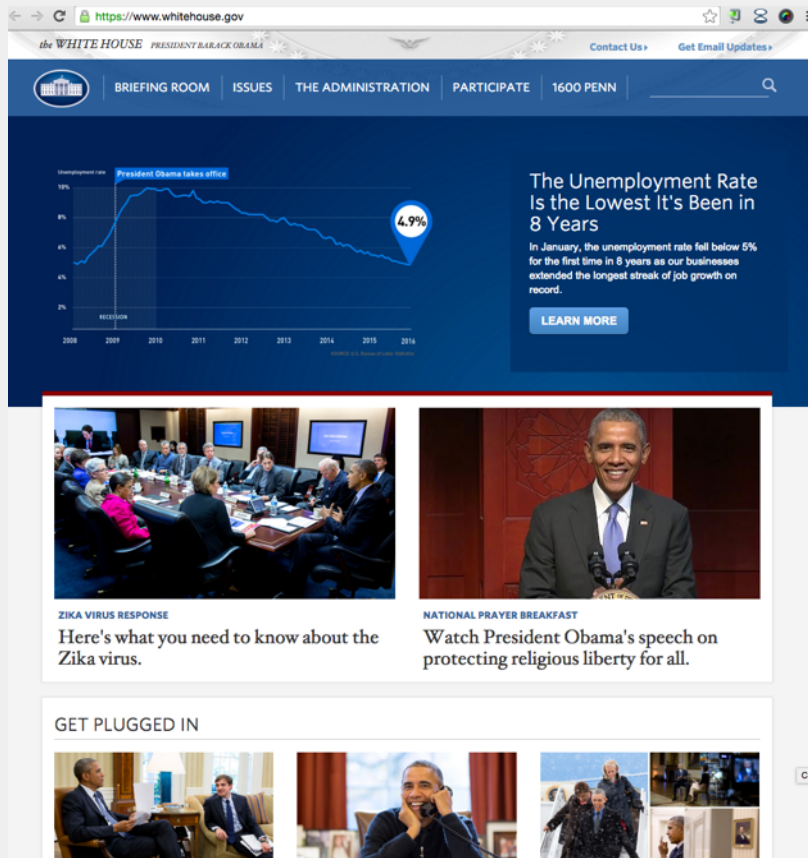 https://www.whitehouse.gov
the WHITE HOUSE PRESIDENT BARACK OBAMA
Contact Us
Get Email Updates
BRIEFING ROOM
ISSUES
THE ADMINISTRATION
PARTICIPATE
1600 PENN
Unemployment rate
President Obama takes office
10%
8%
6%
4%
2%
4.9%
RECESSION
2008 2009 2010 2011 2012 2013 2014 2015 2016
SOURCE: U.S. Bureau of Labor Statistics
The Unemployment Rate
Is the Lowest It's Been in
8 Years
In January, the unemployment rate fell below 5%
for the first time in 8 years as our businesses
extended the longest streak of job growth on
record.
LEARN MORE
ZIKA VIRUS RESPONSE
Here's what you need to know about the
Zika virus.
NATIONAL PRAYER BREAKFAST
Watch President Obama's speech on
protecting religious liberty for all.
GET PLUGGED IN